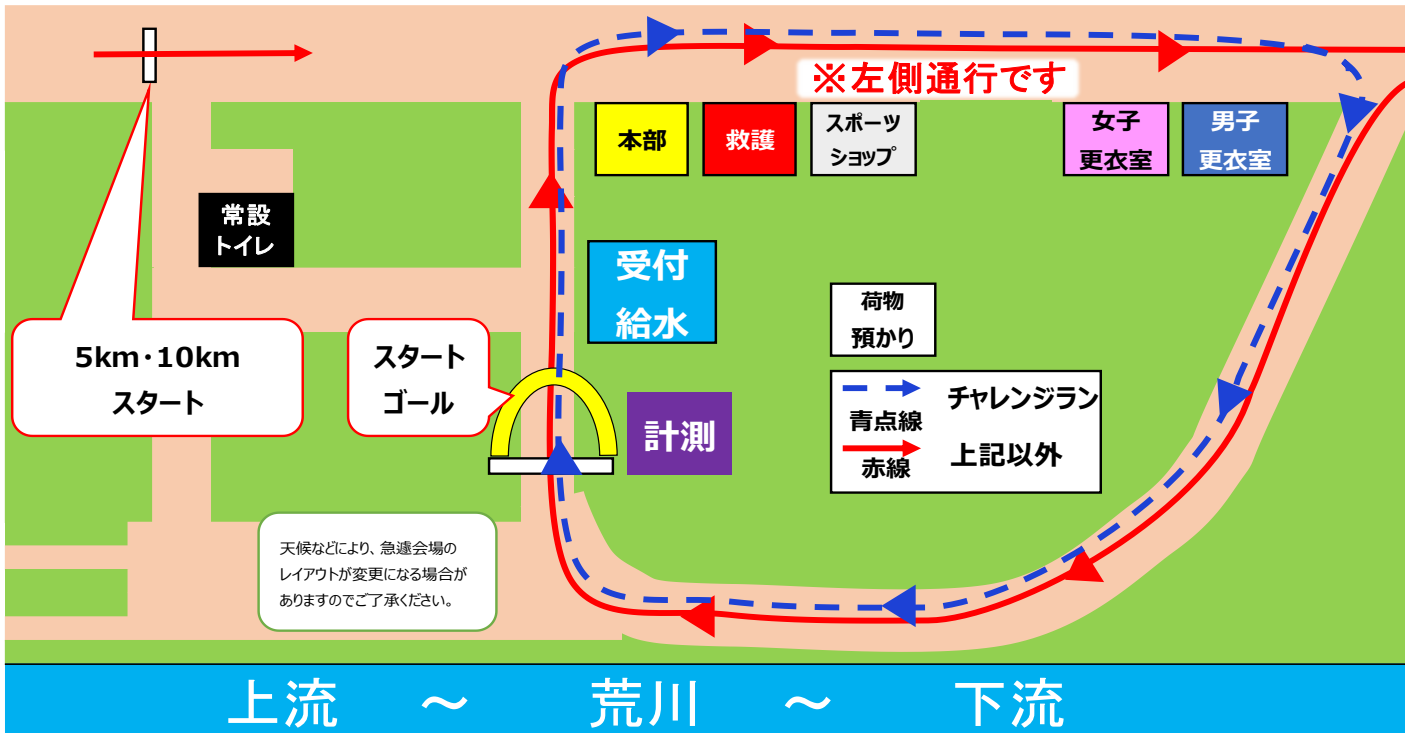 ※左側通行です
本部
救護
スポーツ
ショップ
女子
更衣室
男子
更衣室
常設
トイレ
受付
給水
荷物
預かり
5km・10km
スタート
スタート
ゴール
計測
チャレンジラン
青点線
上記以外
赤線
天候などにより、急遽会場の
レイアウトが変更になる場合が
ありますのでご了承ください。
上流 ～ 荒川 ～ 下流